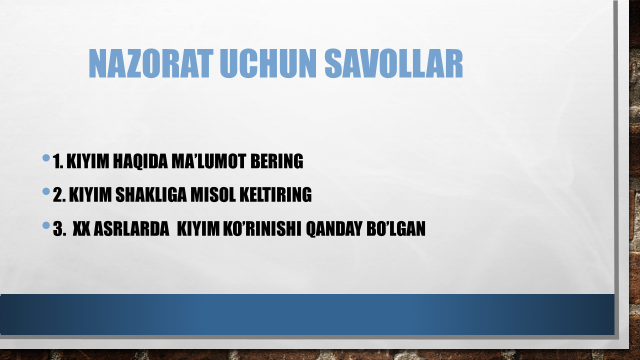 NAZORAT UCHUN SAVOLLAR
• 1. KIYIM HAQIDA MA’LUMOT BERING
• 2. KIYIM SHAKLIGA MISOL KELTIRING
• 3. XX ASRLARDA KIYIM KO’RINISHI QANDAY BO’LGAN